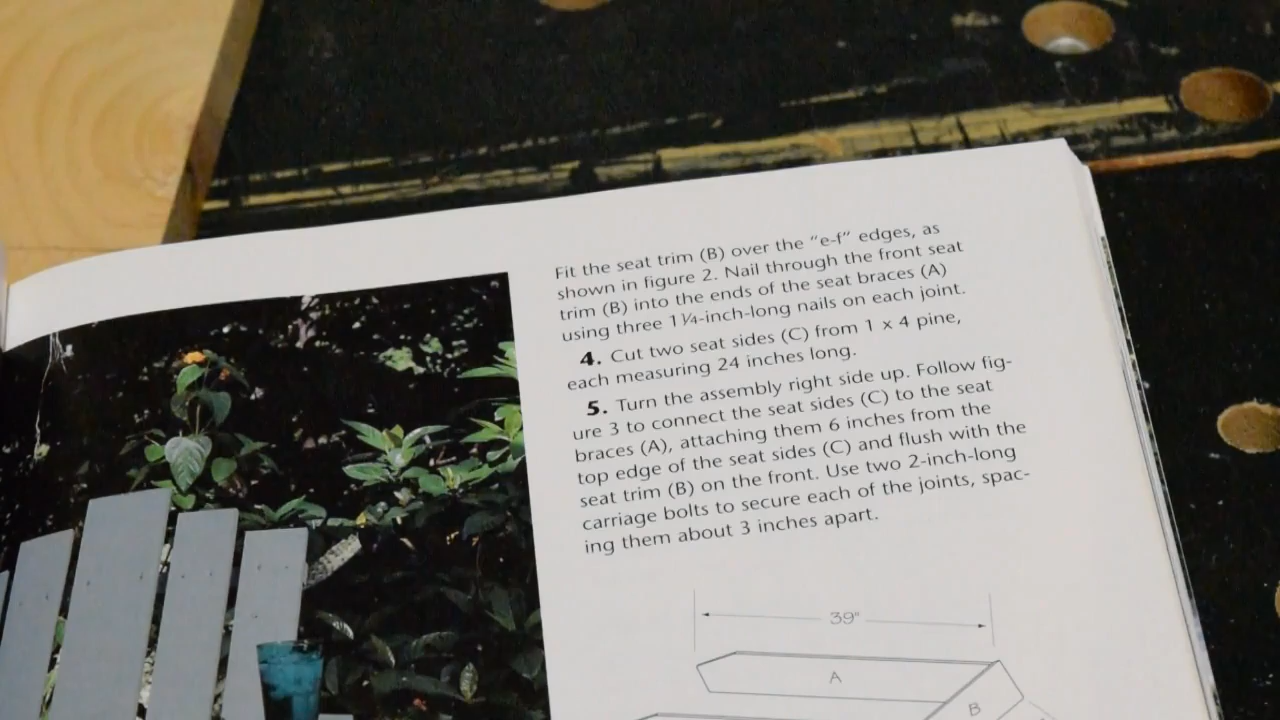 Fit the seat trim (B) over the “e-f” edges, as
shown in figure 2. Nail through the front seat
trim (B) into the ends of the seat braces (A)
using three 1¼-inch-long nails on each joint.
4. Cut two seat sides (C) from 1 x 4 pine,
each measuring 24 inches long.
5. Turn the assembly right side up. Follow fig-
ure 3 to connect the seat sides (C) to the seat
braces (A), attaching them 6 inches from the
top edge of the seat sides (C) and flush with the
seat trim (B) on the front. Use two 2-inch-long
carriage bolts to secure each of the joints, spac-
ing them about 3 inches apart.
39"
A
B